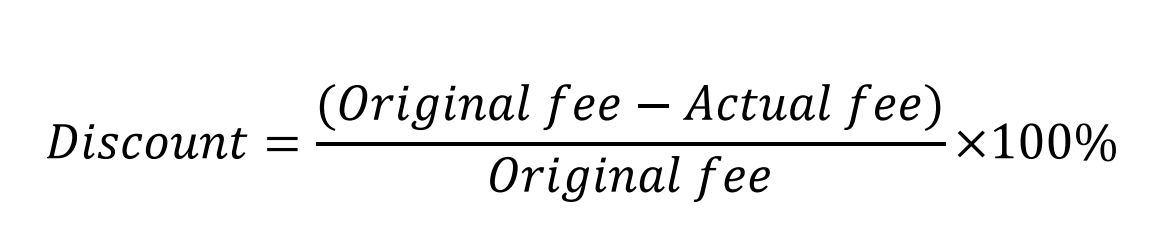 Discount = (Original fee − Actual fee) / Original fee ×100%